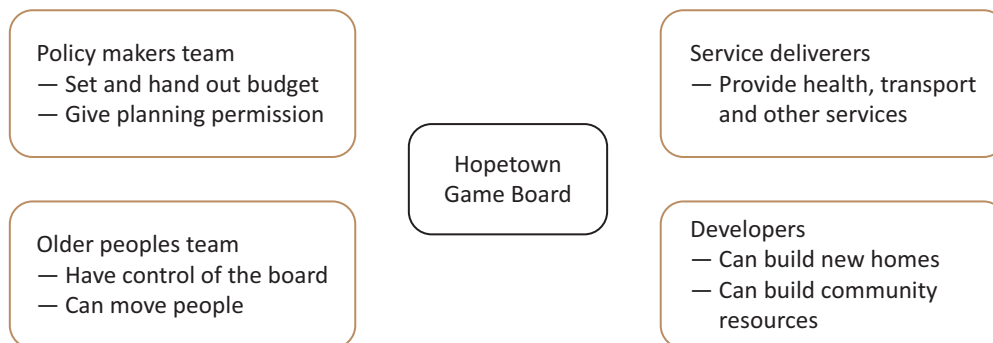 Policy makers team
— Set and hand out budget
— Give planning permission
Service deliverers
— Provide health, transport
and other services
Hopetown
Game Board
Older peoples team
— Have control of the board
— Can move people
Developers
— Can build new homes
— Can build community
resources